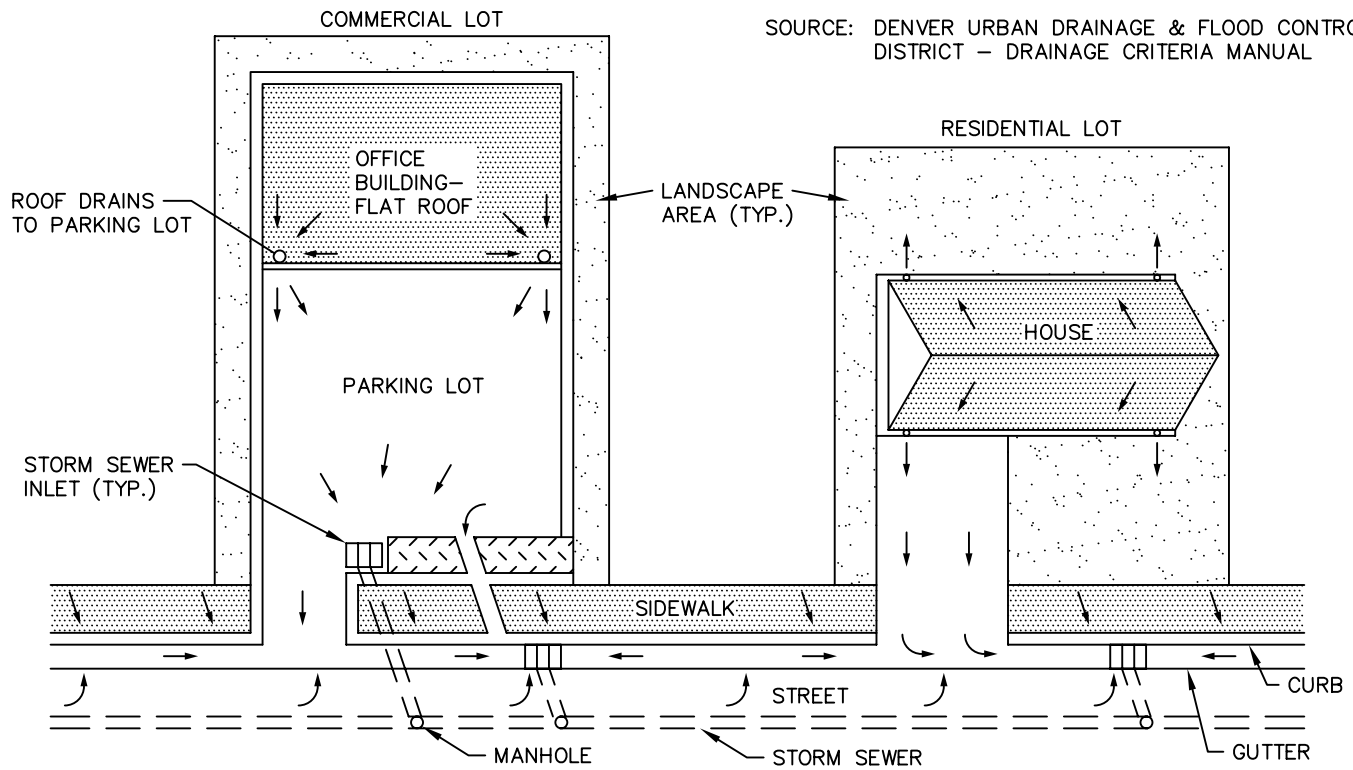 COMMERCIAL LOT
SOURCE: DENVER URBAN DRAINAGE & FLOOD CONTRO
DISTRICT – DRAINAGE CRITERIA MANUAL
RESIDENTIAL LOT
OFFICE
BUILDING–
FLAT ROOF
ROOF DRAINS
TO PARKING LOT
LANDSCAPE
AREA (TYP.)
HOUSE
PARKING LOT
STORM SEWER
INLET (TYP.)
SIDEWALK
STREET
CURB
MANHOLE
STORM SEWER
GUTTER